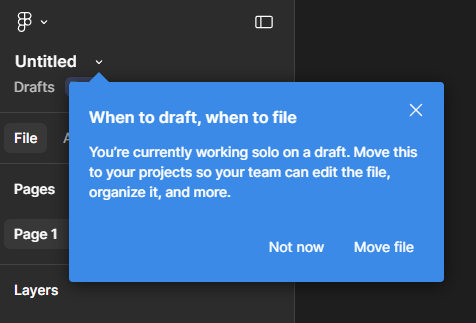 Untitled
Drafts
When to draft, when to file
You're currently working solo on a draft. Move this
to your projects so your team can edit the file,
organize it, and more.
Not now Move file
File
Pages
Page 1
Layers